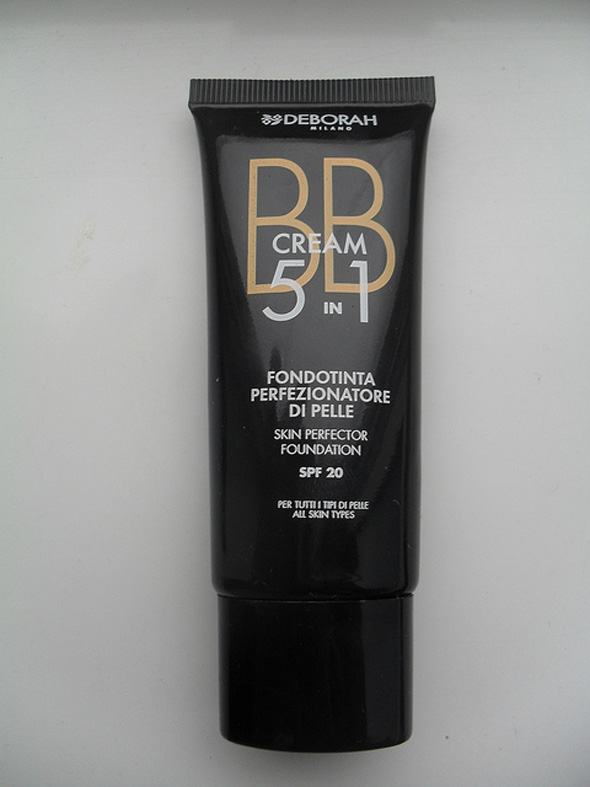 DEBORAH
MILANO
BB
CREAM
5 IN 1
FONDOTINTA
PERFEZIONATORE
DI PELLE
SKIN PERFECTOR
FOUNDATION
SPF 20
PER TUTTI I TIPI DI PELLE
ALL SKIN TYPES